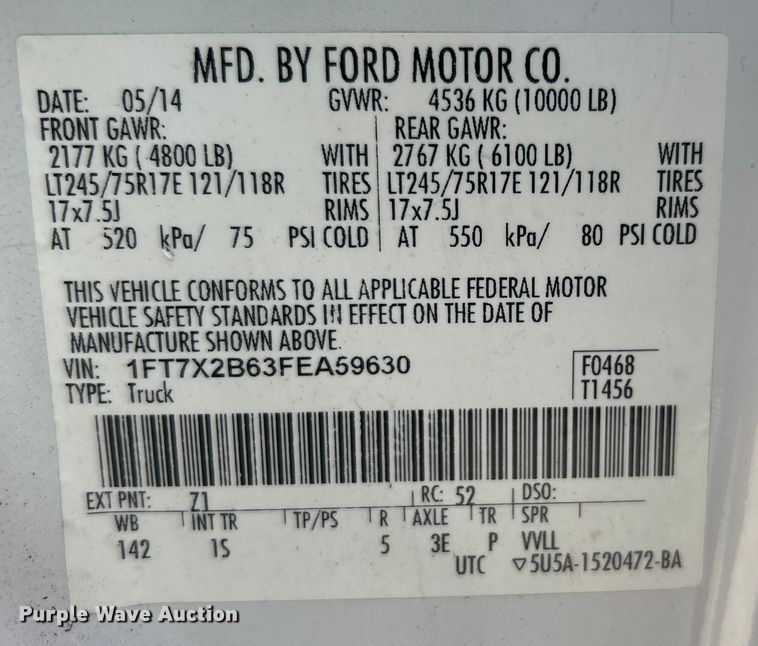 MFD. BY FORD MOTOR CO.
DATE: 05/14 GVWR: 4536 KG (10000 LB)
FRONT GAWR: REAR GAWR:
2177 KG ( 4800 LB) WITH 2767 KG ( 6100 LB) WITH
LT245/75R17E 121/118R TIRES LT245/75R17E 121/118R TIRES
17x7.5J RIMS 17x7.5J RIMS
AT 520 kPa/ 75 PSI COLD AT 550 kPa/ 80 PSI COLD
THIS VEHICLE CONFORMS TO ALL APPLICABLE FEDERAL MOTOR
VEHICLE SAFETY STANDARDS IN EFFECT ON THE DATE OF
MANUFACTURE SHOWN ABOVE.
VIN: 1FT7X2B63FEA59630 F0468
TYPE: Truck T1456
EXT PNT: Z1 RC: 52 DSO:
WB INT TR TP/PS R AXLE TR SPR
142 1S 5 3E P VVLL
UTC ▽5U5A-1520472-BA
Purple Wave Auction